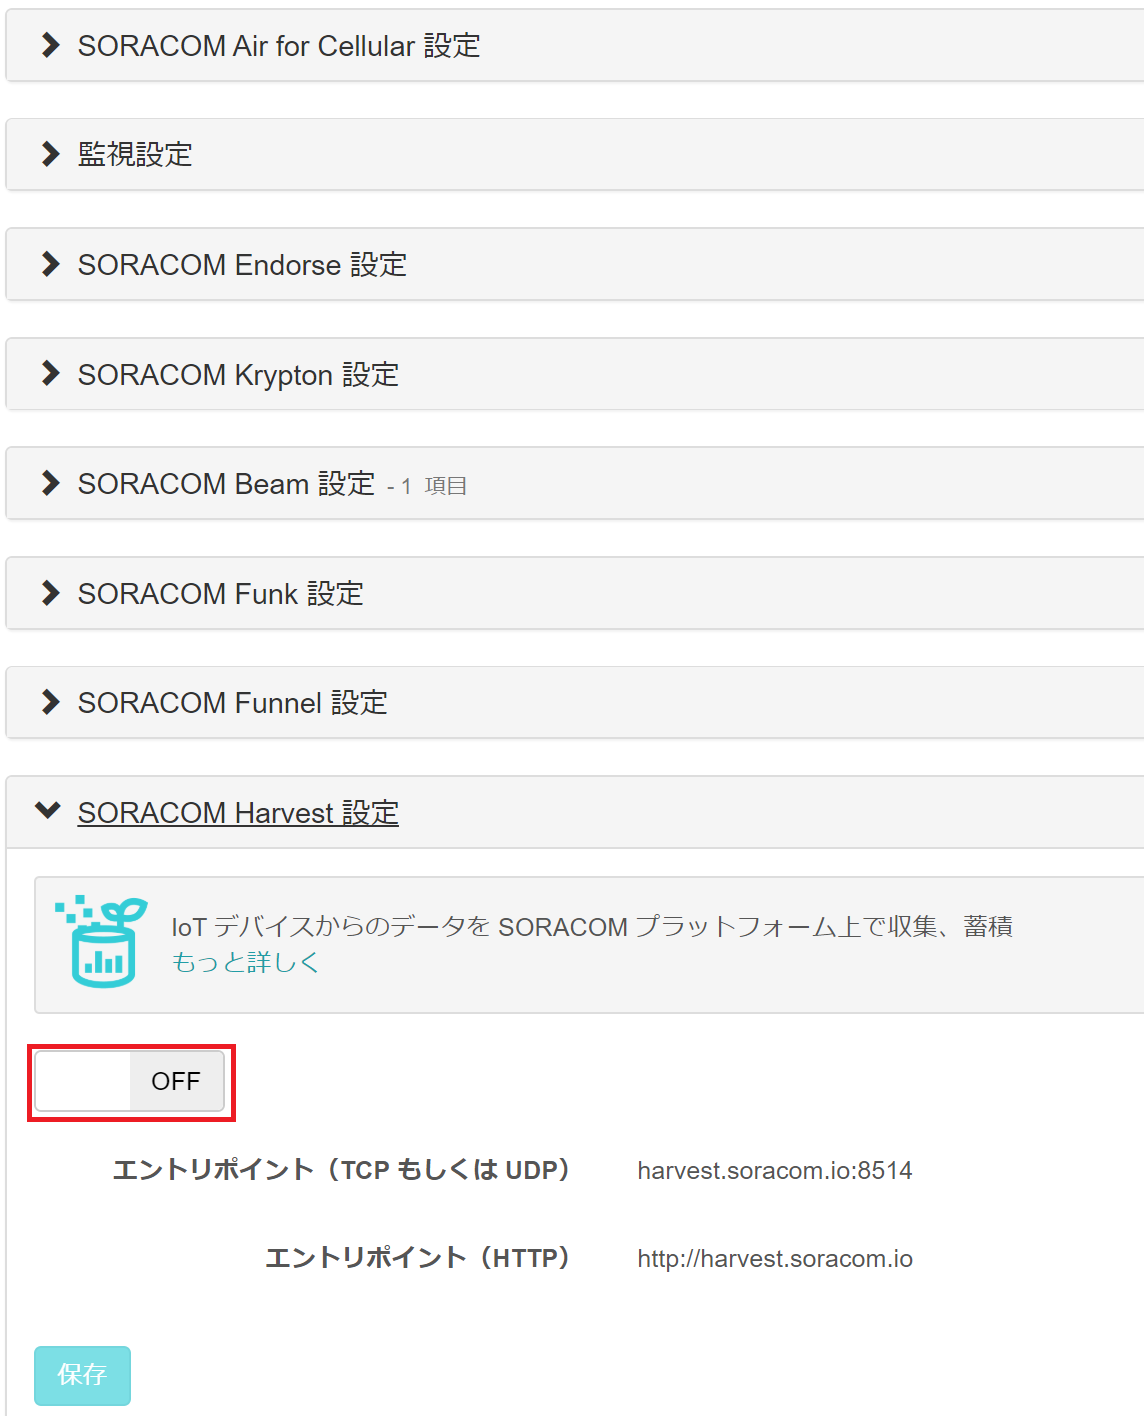 SORACOM Air for Cellular 設定
監視設定
SORACOM Endorse 設定
SORACOM Krypton 設定
SORACOM Beam 設定 - 1 項目
SORACOM Funk 設定
SORACOM Funnel 設定
SORACOM Harvest 設定
IoT デバイスからのデータを SORACOM プラットフォーム上で収集、蓄積
もっと詳しく
OFF
エントリポイント（TCP もしくは UDP） harvest.soracom.io:8514
エントリポイント（HTTP） http://harvest.soracom.io
保存